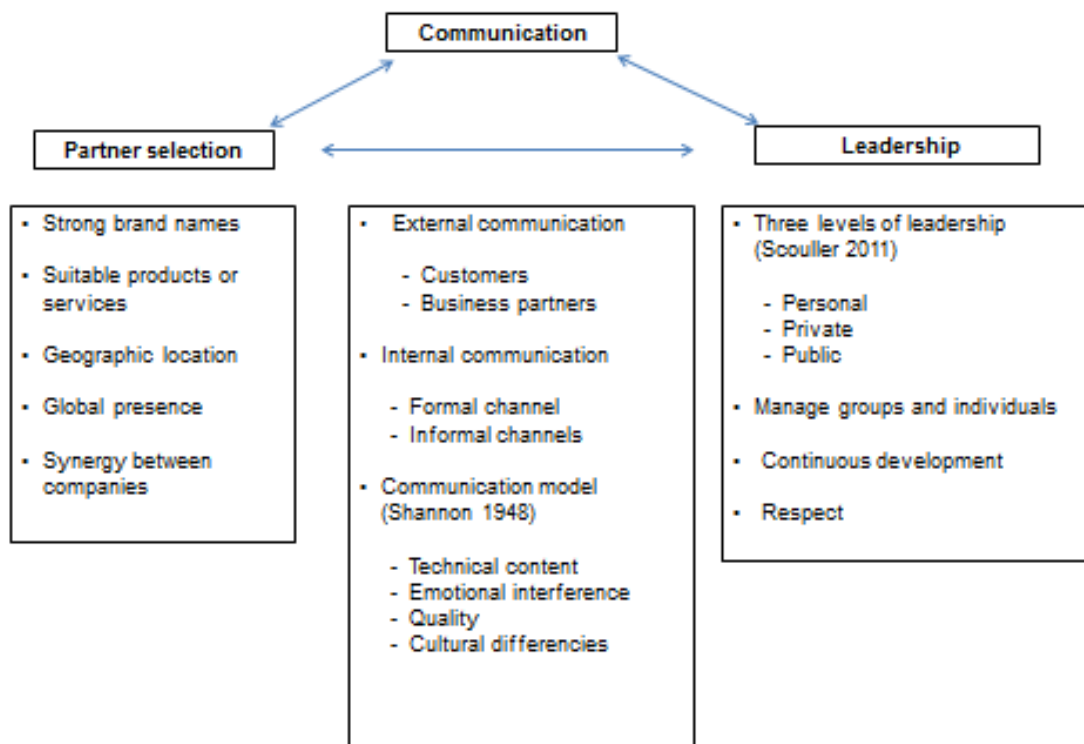 Communication
Partner selection
Leadership
▪ Strong brand names
▪ Suitable products or
services
▪ Geographic location
▪ Global presence
▪ Synergy between
companies
▪ External communication
- Customers
- Business partners
▪ Internal communication
- Formal channel
- Informal channels
▪ Communication model
(Shannon 1948)
- Technical content
- Emotional interference
- Quality
- Cultural differencies
▪ Three levels of leadership
(Scouller 2011)
- Personal
- Private
- Public
▪ Manage groups and individuals
▪ Continuous development
▪ Respect